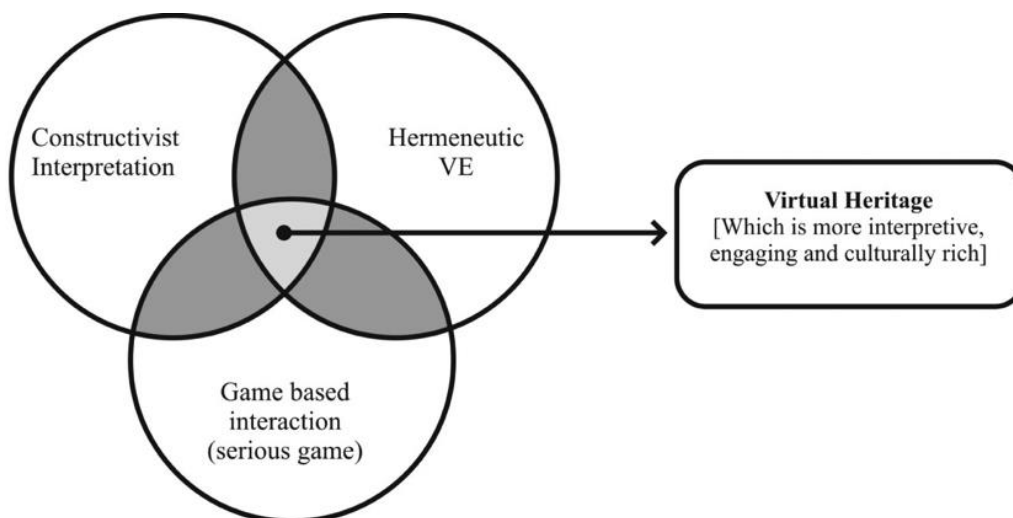 Constructivist
Interpretation
Hermeneutic
VE
Game based
interaction
(serious game)
Virtual Heritage
[Which is more interpretive,
engaging and culturally rich]